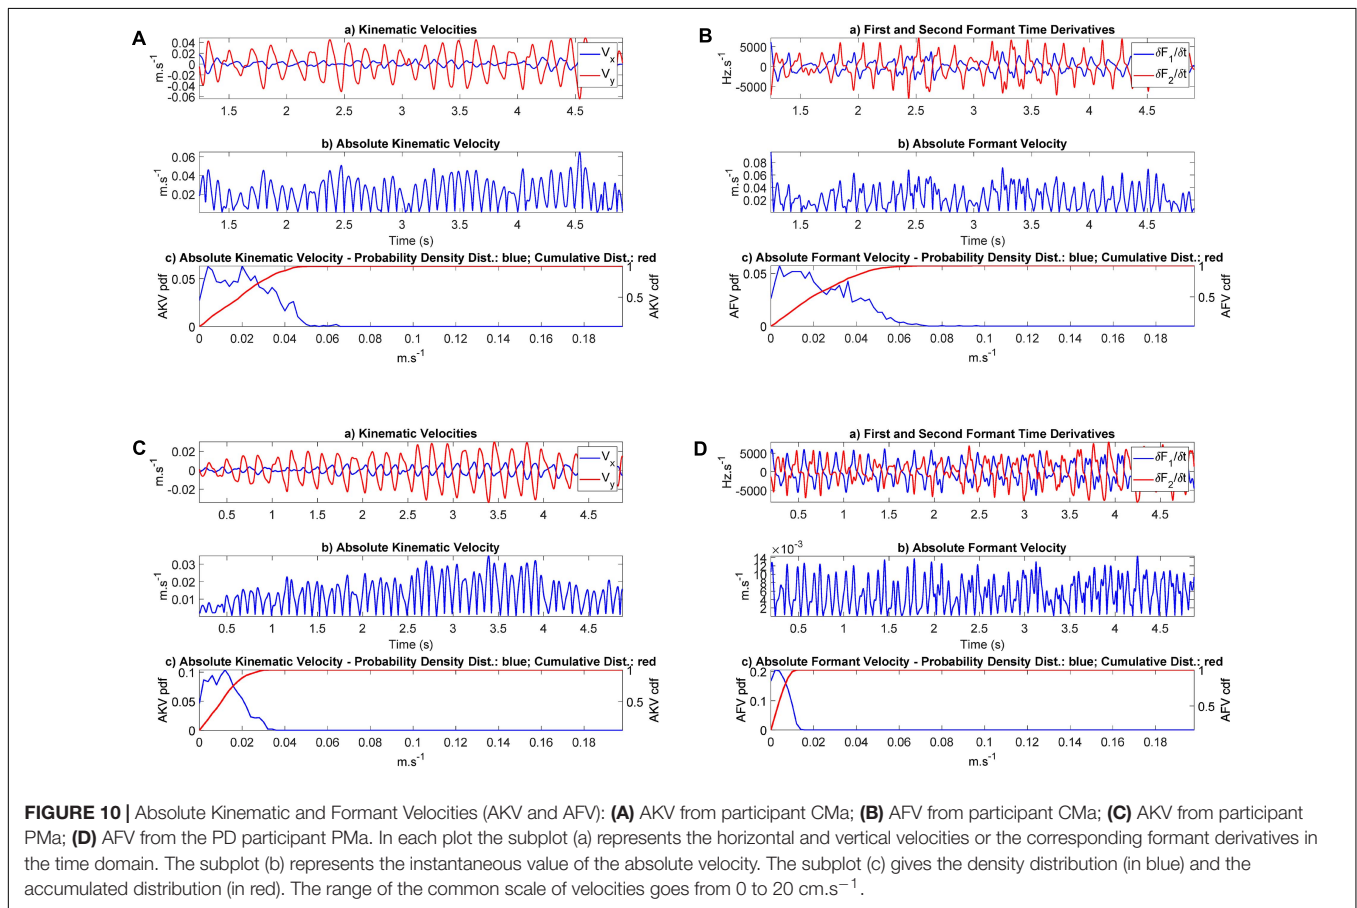 A
a) Kinematic Velocities
m.s-1
0.04
0.02
0
-0.02
-0.04
-0.06
Vx
Vy
1.5 2 2.5 3 3.5 4 4.5
b) Absolute Kinematic Velocity
m.s-1
0.06
0.04
0.02
1.5 2 2.5 3 3.5 4 4.5
Time (s)
c) Absolute Kinematic Velocity - Probability Density Dist.: blue; Cumulative Dist.: red
AKV pdf
0.05
0
1
0.5
AKV cdf
0 0.02 0.04 0.06 0.08 0.1 0.12 0.14 0.16 0.18
m.s-1
B
a) First and Second Formant Time Derivatives
Hz.s-1
5000
0
-5000
δF1/δt
δF2/δt
1.5 2 2.5 3 3.5 4 4.5
b) Absolute Formant Velocity
m.s-1
0.08
0.06
0.04
0.02
1.5 2 2.5 3 3.5 4 4.5
Time (s)
c) Absolute Formant Velocity - Probability Density Dist.: blue; Cumulative Dist.: red
AFV pdf
0.05
0
1
0.5
AFV cdf
0 0.02 0.04 0.06 0.08 0.1 0.12 0.14 0.16 0.18
m.s-1
C
a) Kinematic Velocities
m.s-1
0.02
0
-0.02
Vx
Vy
0.5 1 1.5 2 2.5 3 3.5 4 4.5
b) Absolute Kinematic Velocity
m.s-1
0.03
0.02
0.01
0.5 1 1.5 2 2.5 3 3.5 4 4.5
Time (s)
c) Absolute Kinematic Velocity - Probability Density Dist.: blue; Cumulative Dist.: red
AKV pdf
0.1
0.05
0
1
0.5
AKV cdf
0 0.02 0.04 0.06 0.08 0.1 0.12 0.14 0.16 0.18
m.s-1
D
a) First and Second Formant Time Derivatives
Hz.s-1
5000
0
-5000
δF1/δt
δF2/δt
0.5 1 1.5 2 2.5 3 3.5 4 4.5
b) Absolute Formant Velocity
×10-3
m.s-1
14
12
10
8
6
4
2
0.5 1 1.5 2 2.5 3 3.5 4 4.5
Time (s)
c) Absolute Formant Velocity - Probability Density Dist.: blue; Cumulative Dist.: red
AFV pdf
0.2
0.1
0
1
0.5
AFV cdf
0 0.02 0.04 0.06 0.08 0.1 0.12 0.14 0.16 0.18
m.s-1
FIGURE 10 | Absolute Kinematic and Formant Velocities (AKV and AFV): (A) AKV from participant CMa; (B) AFV from participant CMa; (C) AKV from participant
PMa; (D) AFV from the PD participant PMa. In each plot the subplot (a) represents the horizontal and vertical velocities or the corresponding formant derivatives in
the time domain. The subplot (b) represents the instantaneous value of the absolute velocity. The subplot (c) gives the density distribution (in blue) and the
accumulated distribution (in red). The range of the common scale of velocities goes from 0 to 20 cm.s−1.